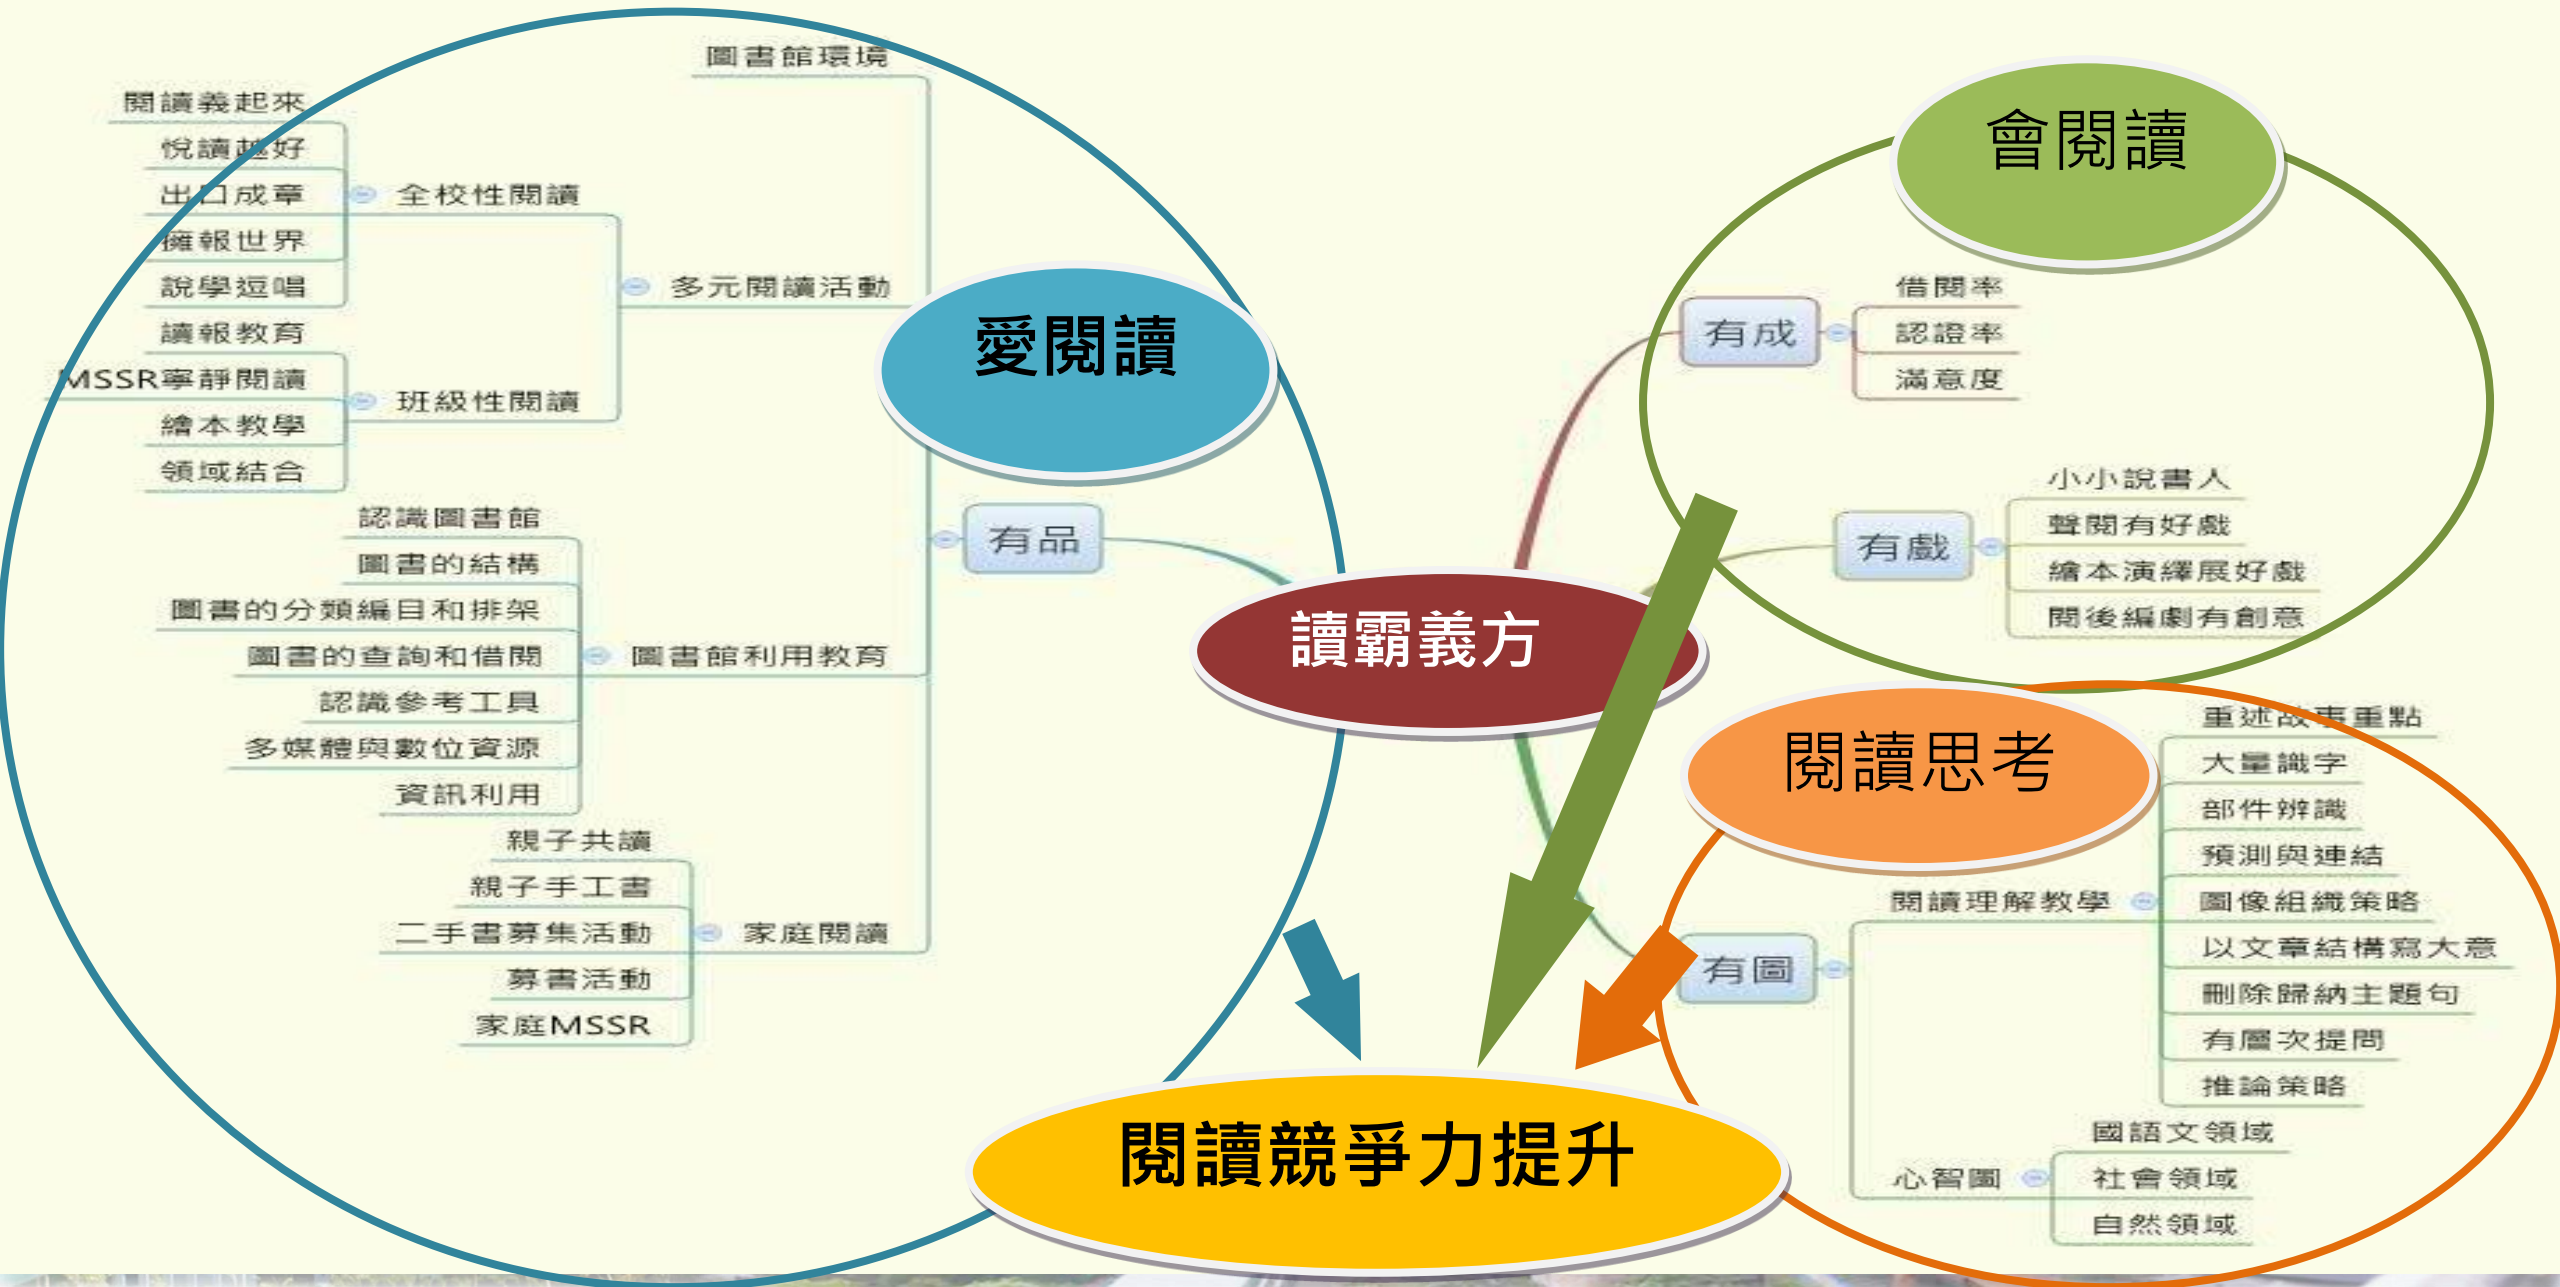 圖書館環境
閱讀義起來
悅讀越好
出口成章
擁報世界
說學逗唱
全校性閱讀
讀報教育
MSSR寧靜閱讀
繪本教學
領域結合
班級性閱讀
多元閱讀活動
愛閱讀
認識圖書館
圖書的結構
圖書的分類編目和排架
圖書的查詢和借閱
認識參考工具
多媒體與數位資源
資訊利用
圖書館利用教育
親子共讀
親子手工書
二手書募集活動
募書活動
家庭MSSR
家庭閱讀
有品
讀霸義方
會閱讀
有成
借閱率
認證率
滿意度
有戲
小小說書人
聲閱有好戲
繪本演繹展好戲
閱後編劇有創意
閱讀思考
有圖
閱讀理解教學
重述故事重點
大量識字
部件辨識
預測與連結
圖像組織策略
以文章結構寫大意
刪除歸納主題句
有層次提問
推論策略
心智圖
國語文領域
社會領域
自然領域
閱讀競爭力提升